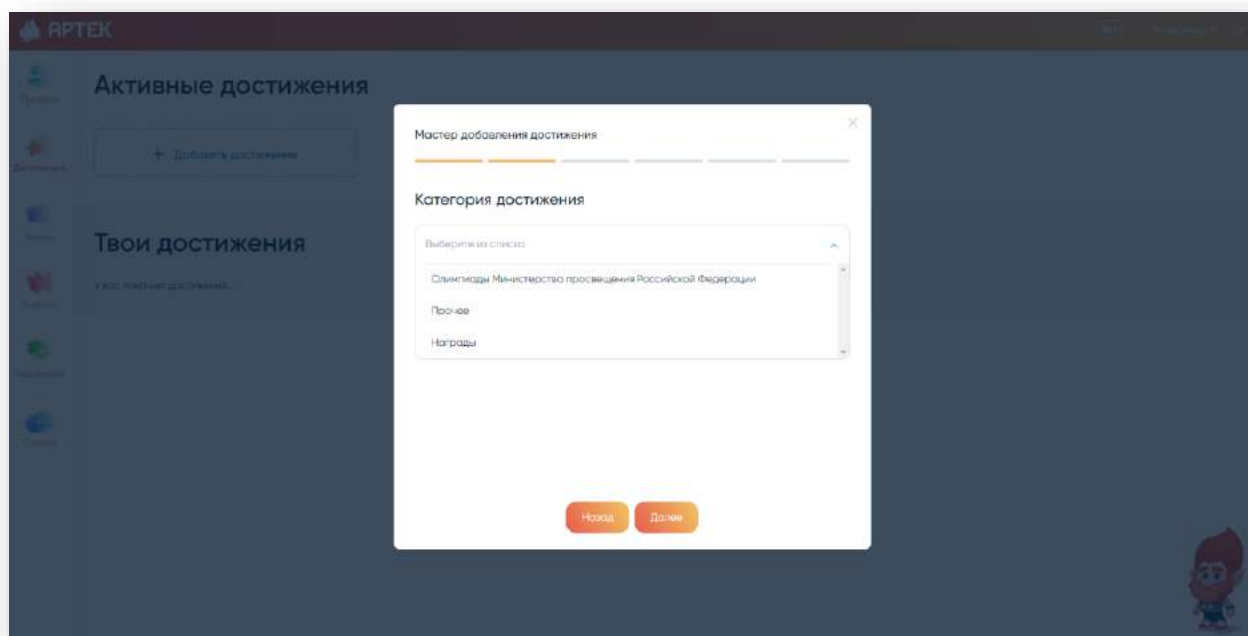 АРТЕК
Активные достижения
+ Добавить достижение
Твои достижения
Мастер добавления достижения
Категория достижения
Выберите из списка
Олимпиады Министерство просвещения Российской Федерации
Прочее
Награды
Назад
Далее